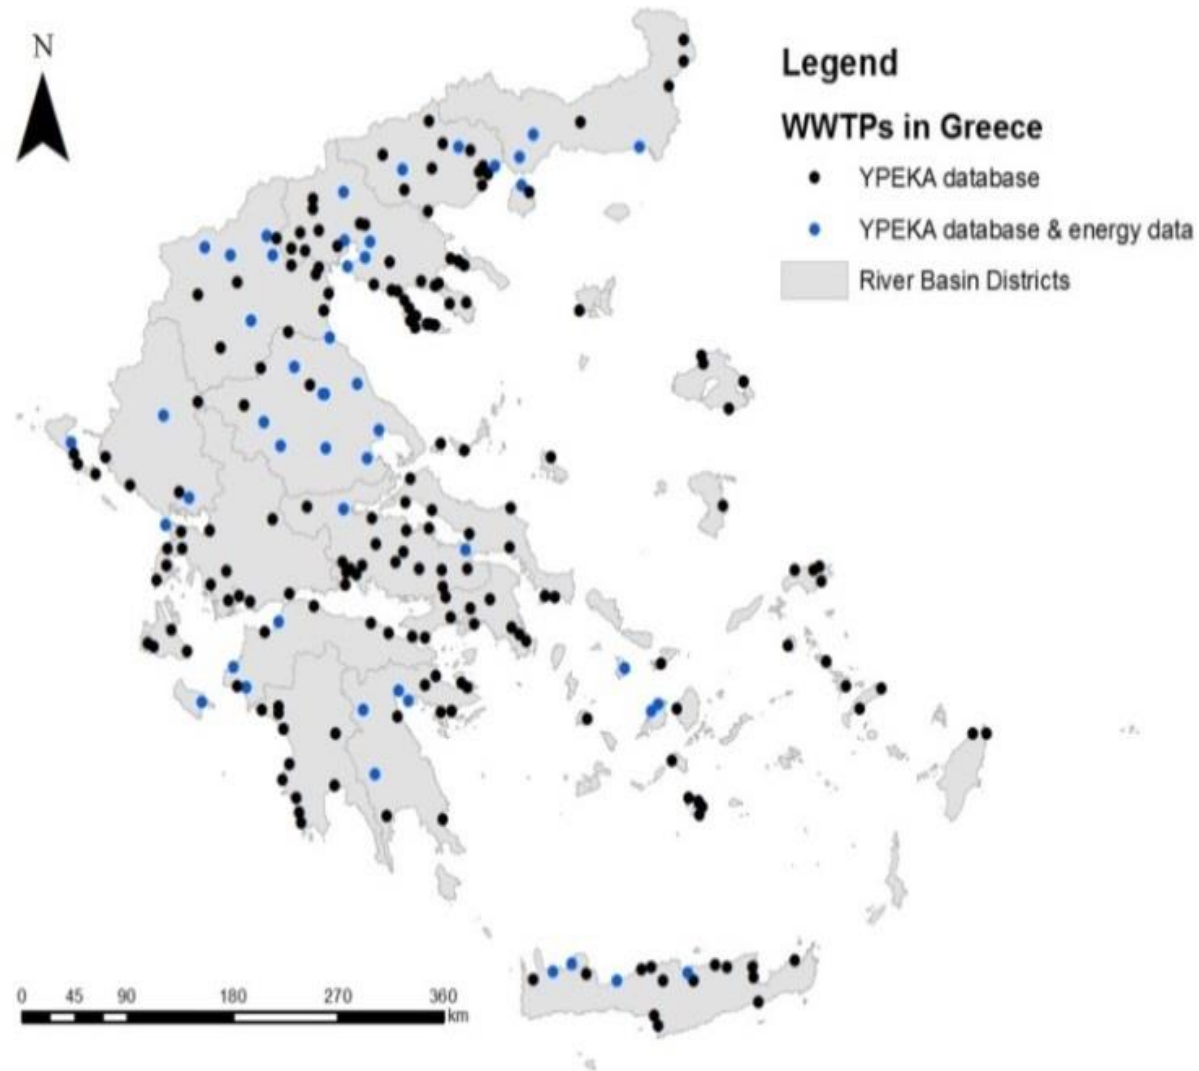 N
Legend
WWTPs in Greece
YPEKA database
YPEKA database & energy data
River Basin Districts
0 45 90 180 270 360
km